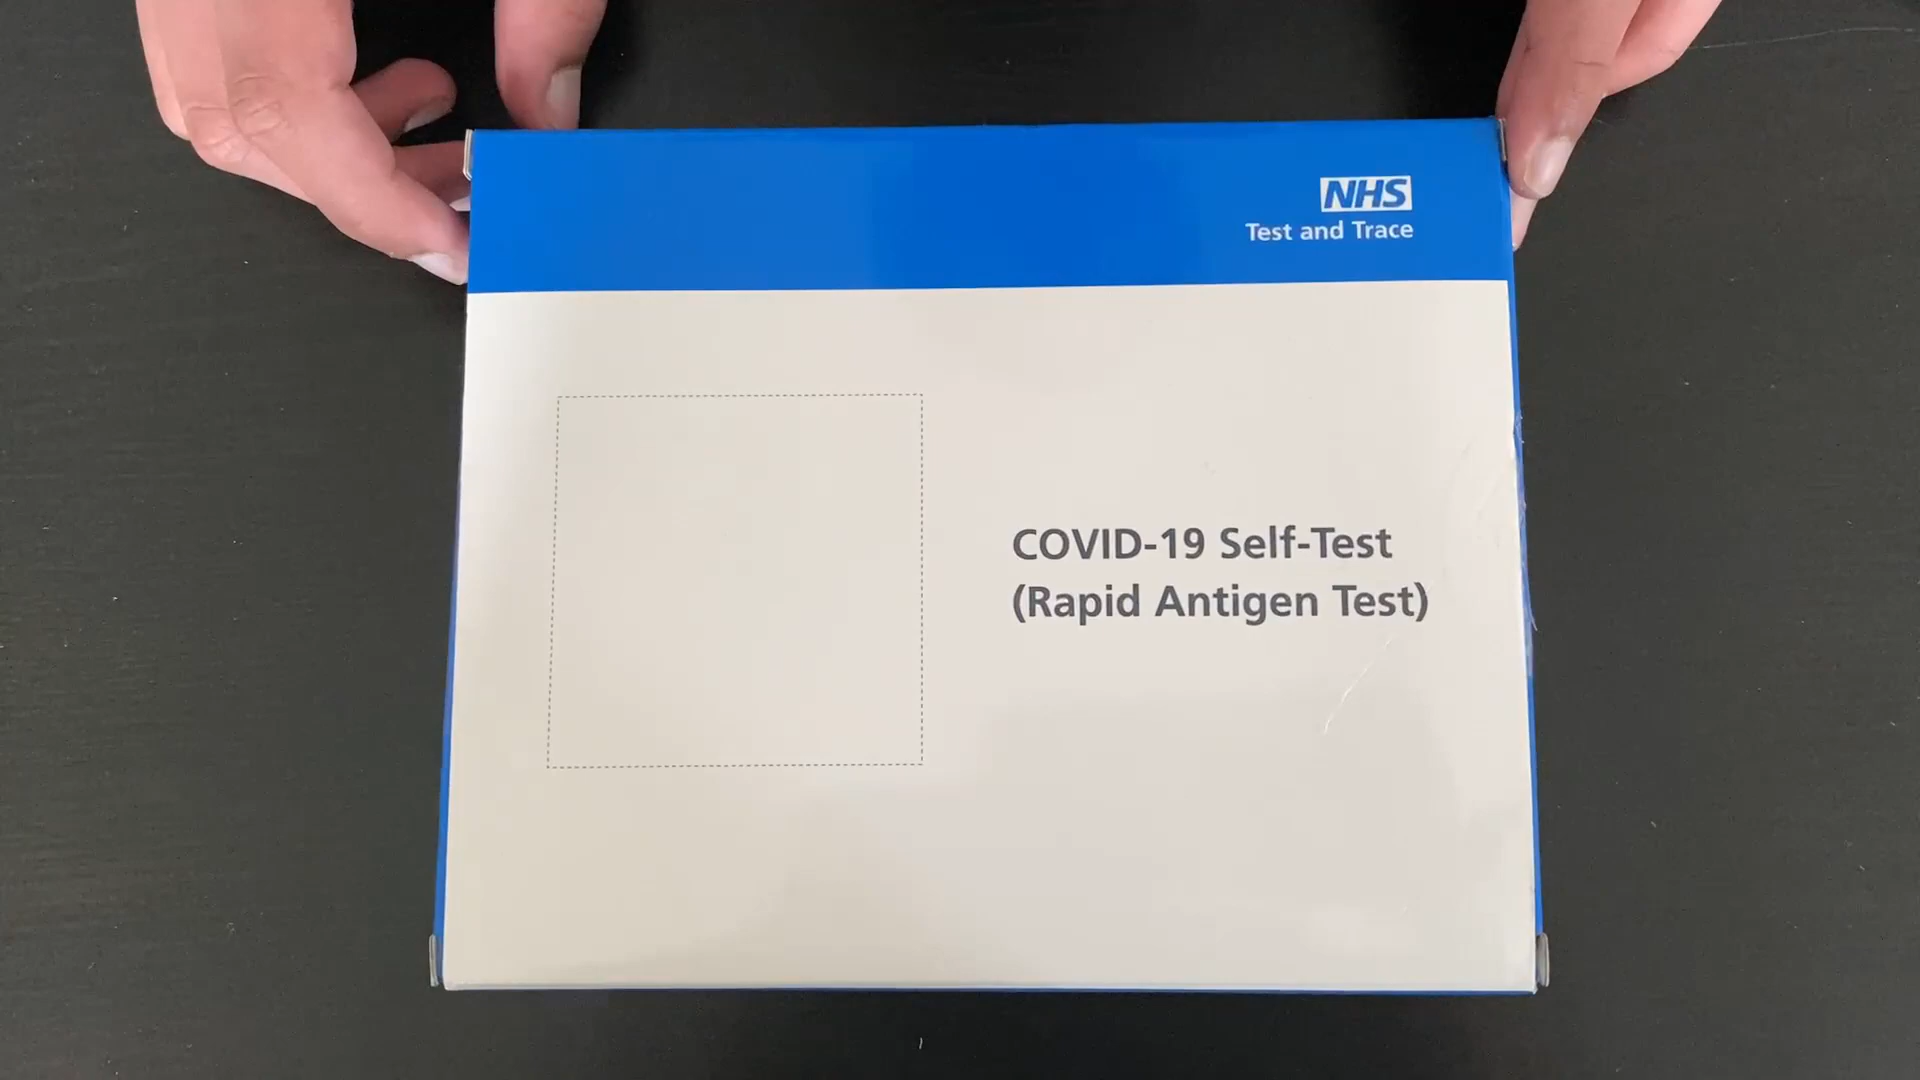 NHS
Test and Trace
COVID-19 Self-Test
(Rapid Antigen Test)